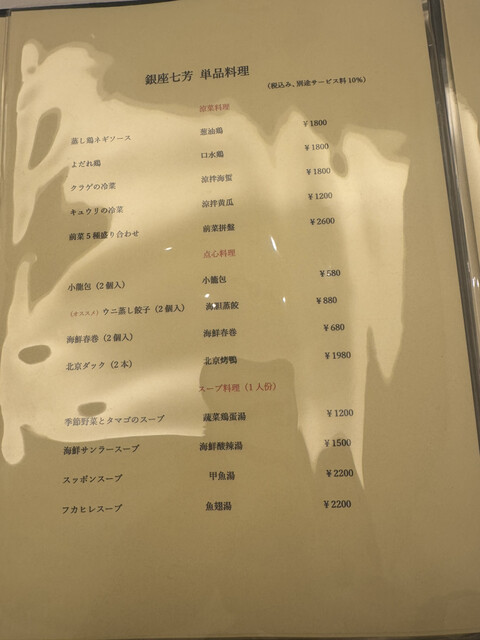 銀座七芳 単品料理
(税込み、別途サービス料10%)
涼菜料理
蒸し鶏ネギソース 葱油鶏 ¥1800
よだれ鶏 口水鶏 ¥1800
クラゲの冷菜 涼拌海蜇 ¥1800
キュウリの冷菜 涼拌黄瓜 ¥1200
前菜5種盛り合わせ 前菜拼盤 ¥2600
点心料理
小龍包(2個入) 小龍包 ¥580
(オススメ) ウニ蒸し餃子(2個入) 海胆蒸餃 ¥880
海鮮春巻(2個入) 海鮮春巻 ¥680
北京ダック(2本) 北京烤鴨 ¥1980
スープ料理(1人份)
季節野菜とタマゴのスープ 蔬菜鶏蛋湯 ¥1200
海鮮サンラースープ 海鮮酸辣湯 ¥1500
スッポンスープ 甲魚湯 ¥2200
フカヒレスープ 魚翅湯 ¥2200